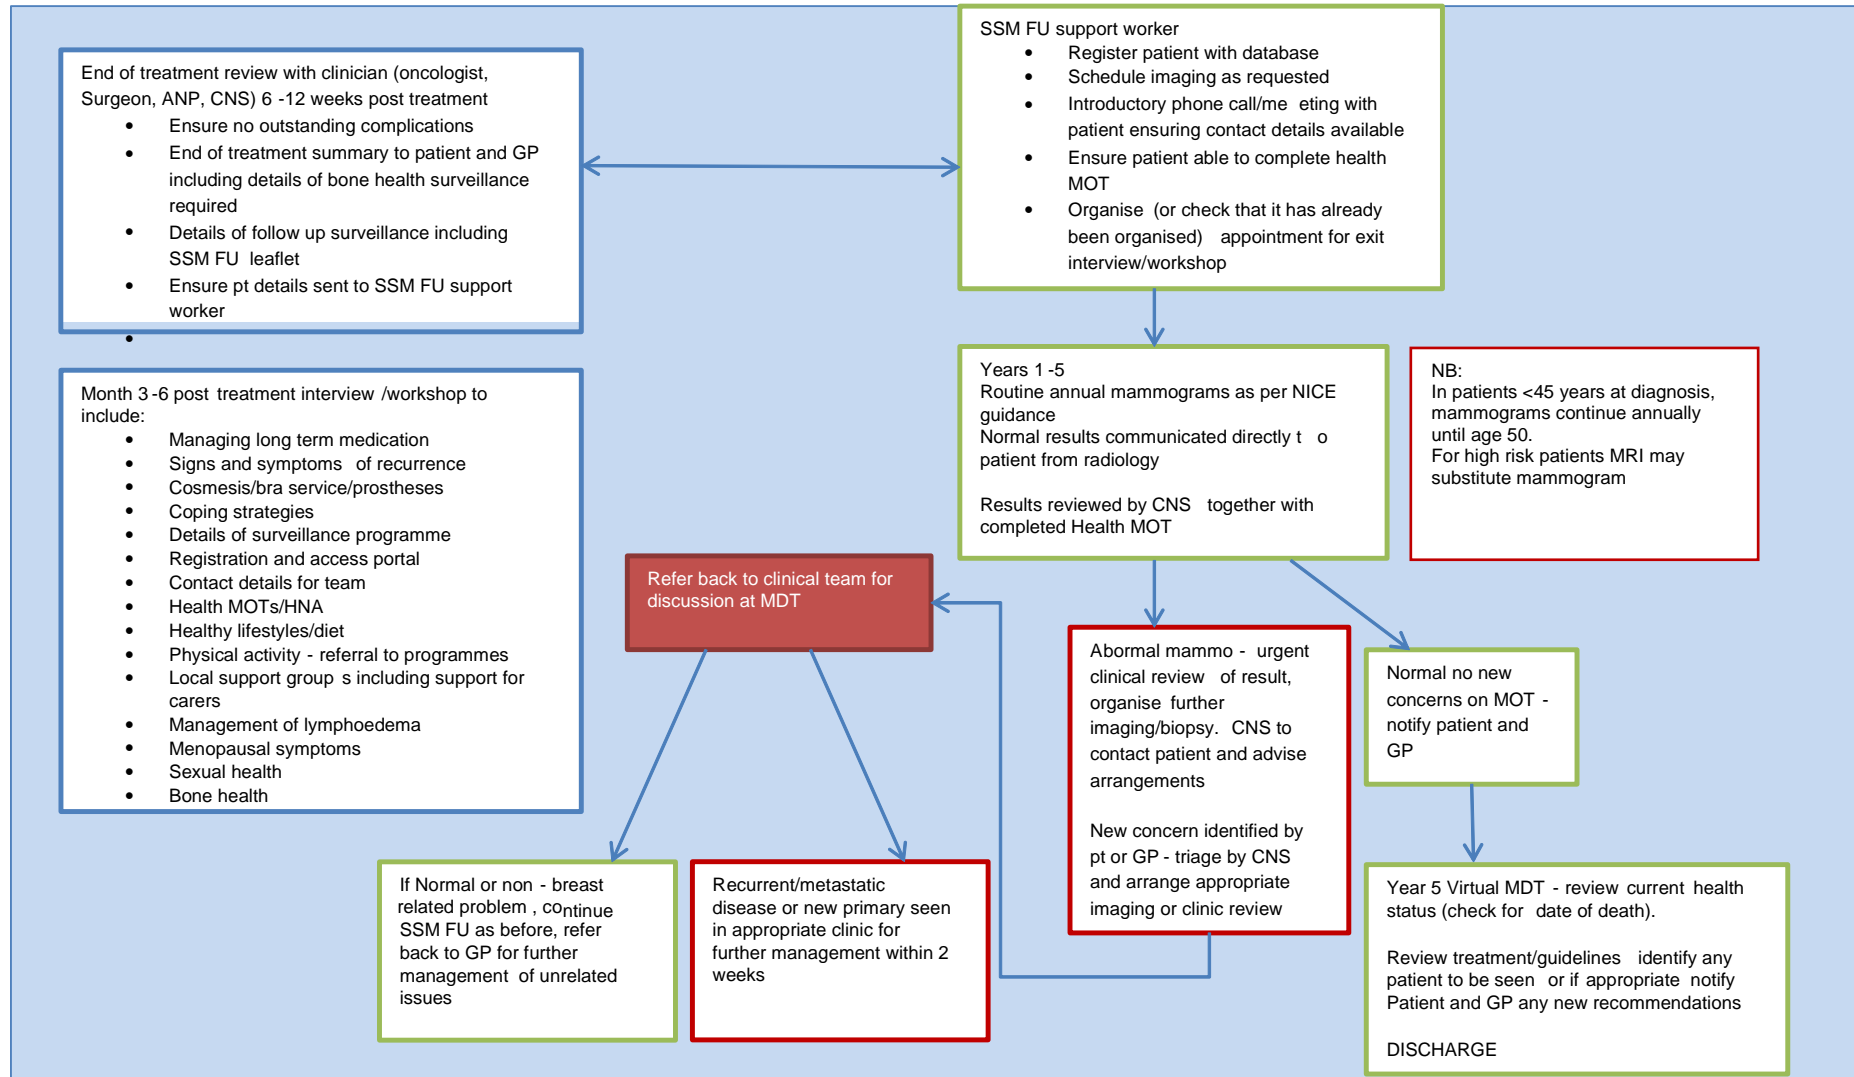 End of treatment review with clinician (oncologist,
Surgeon, ANP, CNS) 6 -12 weeks post treatment
• Ensure no outstanding complications
• End of treatment summary to patient and GP
including details of bone health surveillance
required
• Details of follow up surveillance including
SSM FU leaflet
• Ensure pt details sent to SSM FU support
worker
•
SSM FU support worker
• Register patient with database
• Schedule imaging as requested
• Introductory phone call/me eting with
patient ensuring contact details available
• Ensure patient able to complete health
MOT
• Organise (or check that it has already
been organised) appointment for exit
interview/workshop
Month 3 -6 post treatment interview /workshop to
include:
• Managing long term medication
• Signs and symptoms of recurrence
• Cosmesis/bra service/prostheses
• Coping strategies
• Details of surveillance programme
• Registration and access portal
• Contact details for team
• Health MOTs/HNA
• Healthy lifestyles/diet
• Physical activity - referral to programmes
• Local support group s including support for
carers
• Management of lymphoedema
• Menopausal symptoms
• Sexual health
• Bone health
Years 1 -5
Routine annual mammograms as per NICE
guidance
Normal results communicated directly t o
patient from radiology
Results reviewed by CNS together with
completed Health MOT
NB:
In patients <45 years at diagnosis,
mammograms continue annually
until age 50.
For high risk patients MRI may
substitute mammogram
Refer back to clinical team for
discussion at MDT
Abormal mammo - urgent
clinical review of result,
organise further
imaging/biopsy. CNS to
contact patient and advise
arrangements
New concern identified by
pt or GP - triage by CNS
and arrange appropriate
imaging or clinic review
Normal no new
concerns on MOT -
notify patient and
GP
If Normal or non - breast
related problem , continue
SSM FU as before, refer
back to GP for further
management of unrelated
issues
Recurrent/metastatic
disease or new primary seen
in appropriate clinic for
further management within 2
weeks
Year 5 Virtual MDT - review current health
status (check for date of death).
Review treatment/guidelines identify any
patient to be seen or if appropriate notify
Patient and GP any new recommendations
DISCHARGE